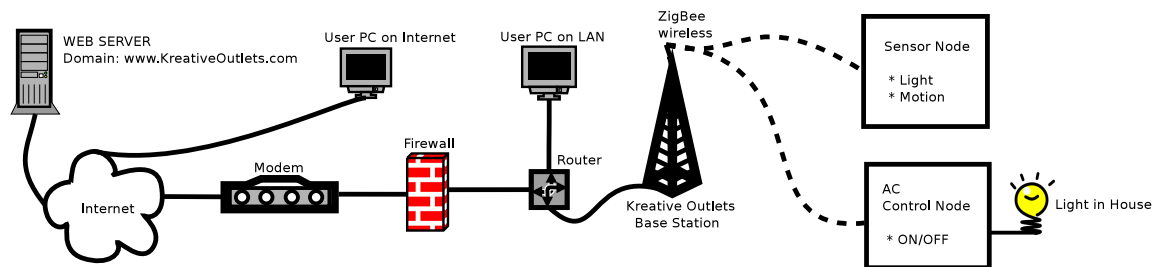 WEB SERVER
Domain: www.KreativeOutlets.com
User PC on Internet
User PC on LAN
ZigBee
wireless
Sensor Node
* Light
* Motion
Firewall
Modem
Router
Internet
Kreative Outlets
Base Station
AC
Control Node
* ON/OFF
Light in House